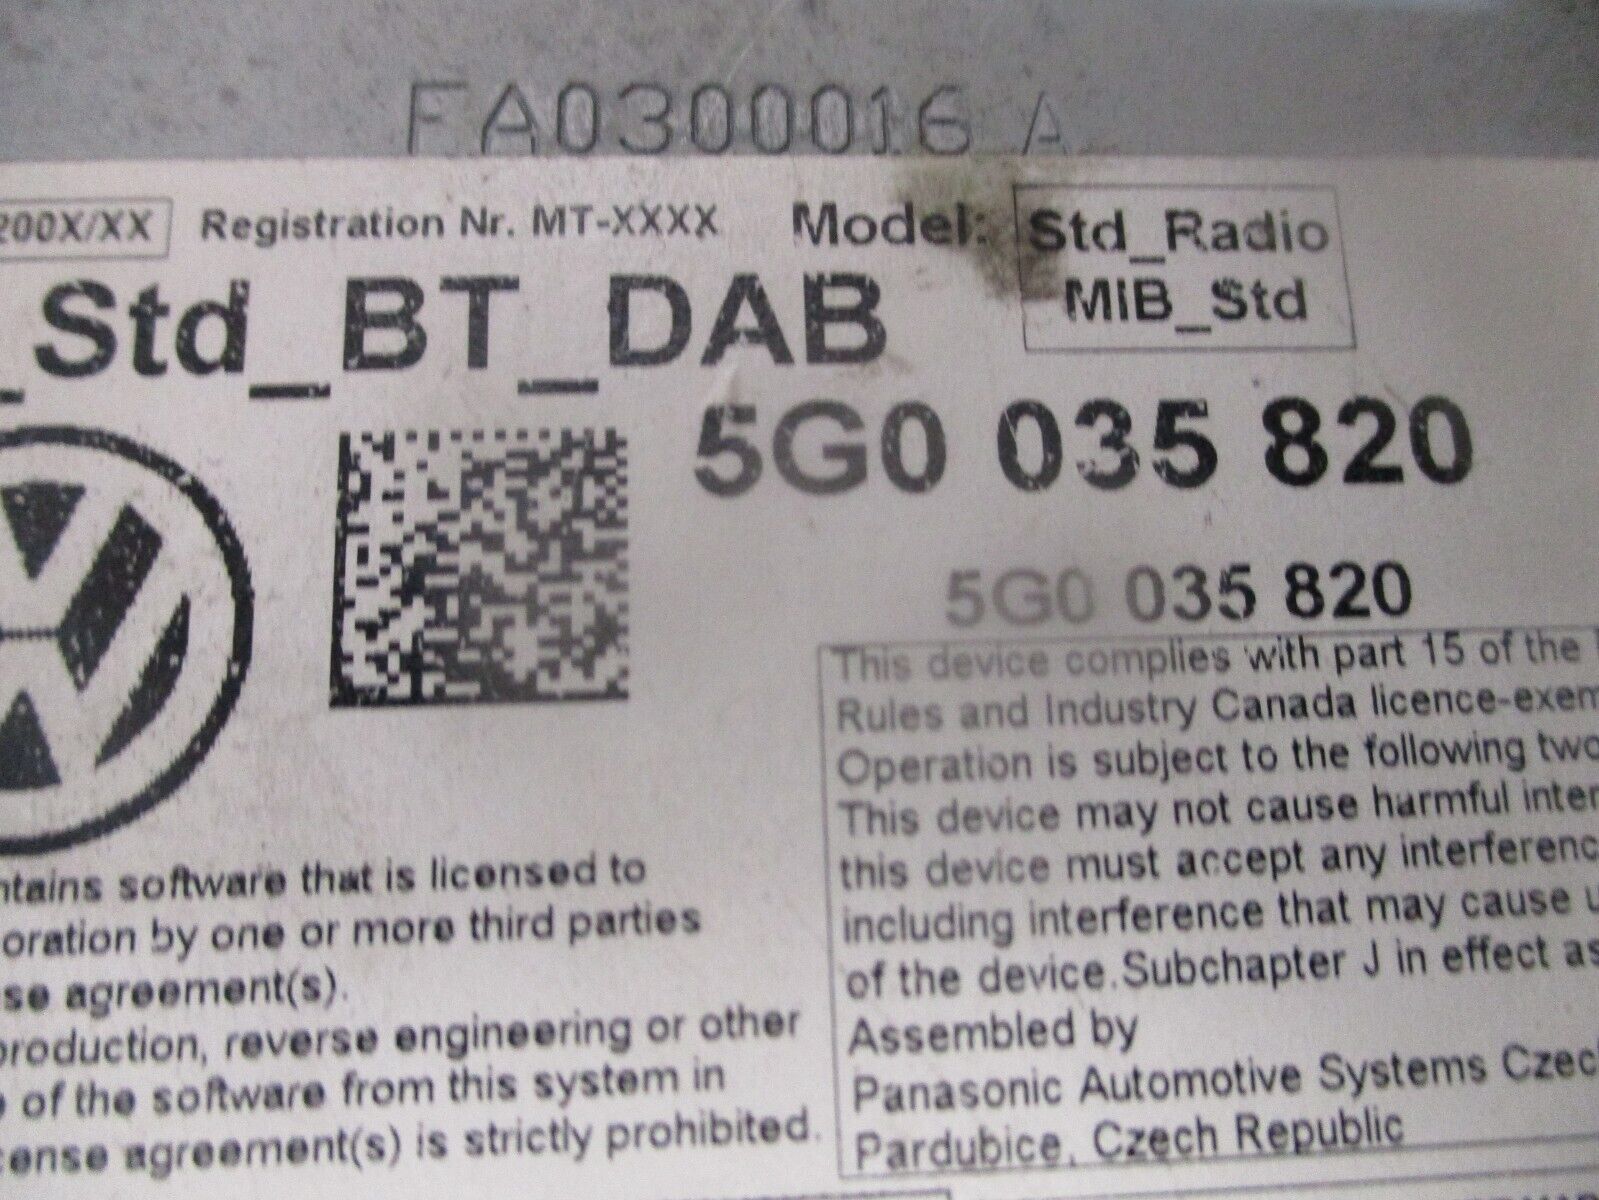 FA0300016 A
200X/XX Registration Nr. MT-XXXX Model: Std_Radio
MIB_Std
_Std_BT_DAB
5G0 035 820
5G0 035 820
This device complies with part 15 of the
Rules and Industry Canada licence-exem
Operation is subject to the following two
This device may not cause harmful inter
this device must accept any interferenc
including interference that may cause u
of the device.Subchapter J in effect as
Assembled by
Panasonic Automotive Systems Czec
Pardubice, Czech Republic
ntains software that is licensed to
oration by one or more third parties
se agreement(s).
production, reverse engineering or other
of the software from this system in
cense agreement(s) is strictly prohibited.